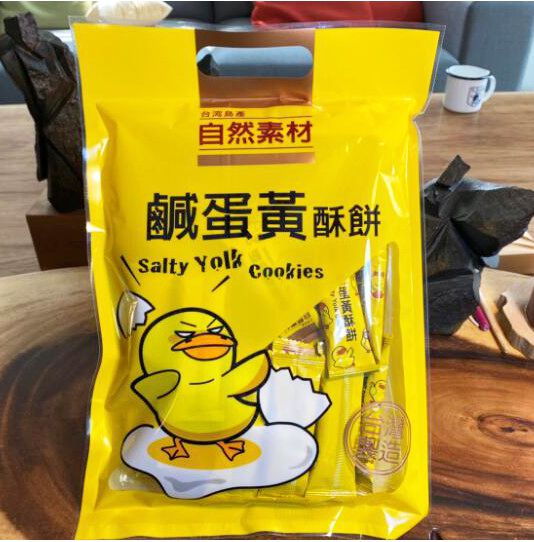 台灣島產
自然素材
鹹蛋黃酥餅
Salty Yolk Cookies
蛋黃酥餅
台灣
製造